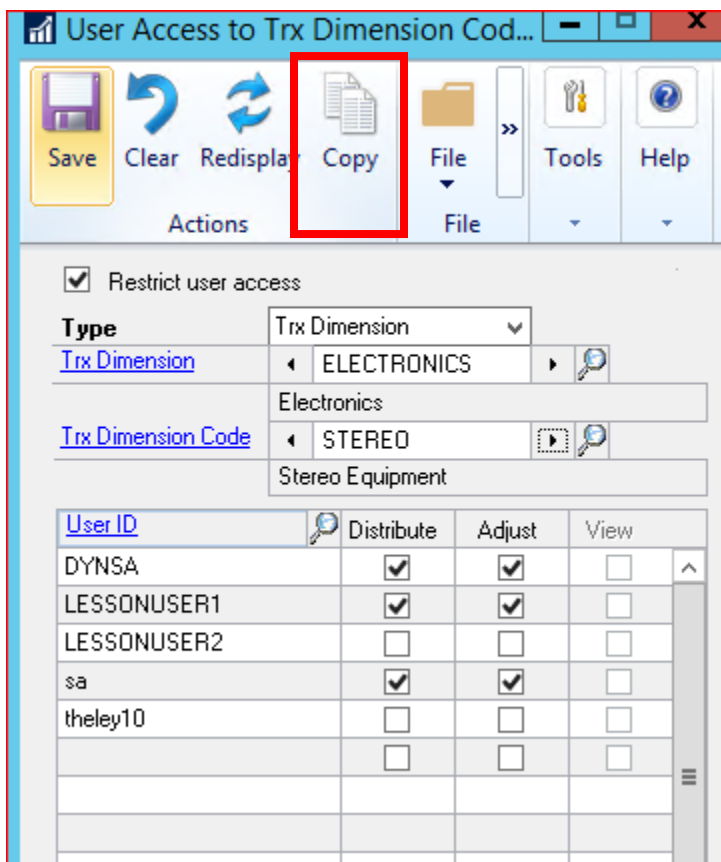 User Access to Trx Dimension Cod...
Save Clear Redisplay Copy File Tools Help
Actions File
Restrict user access
Type Trx Dimension
Trx Dimension ELECTRONICS
Electronics
Trx Dimension Code STEREO
Stereo Equipment
User ID Distribute Adjust View
DYNSA
LESSONUSER1
LESSONUSER2
sa
theley10